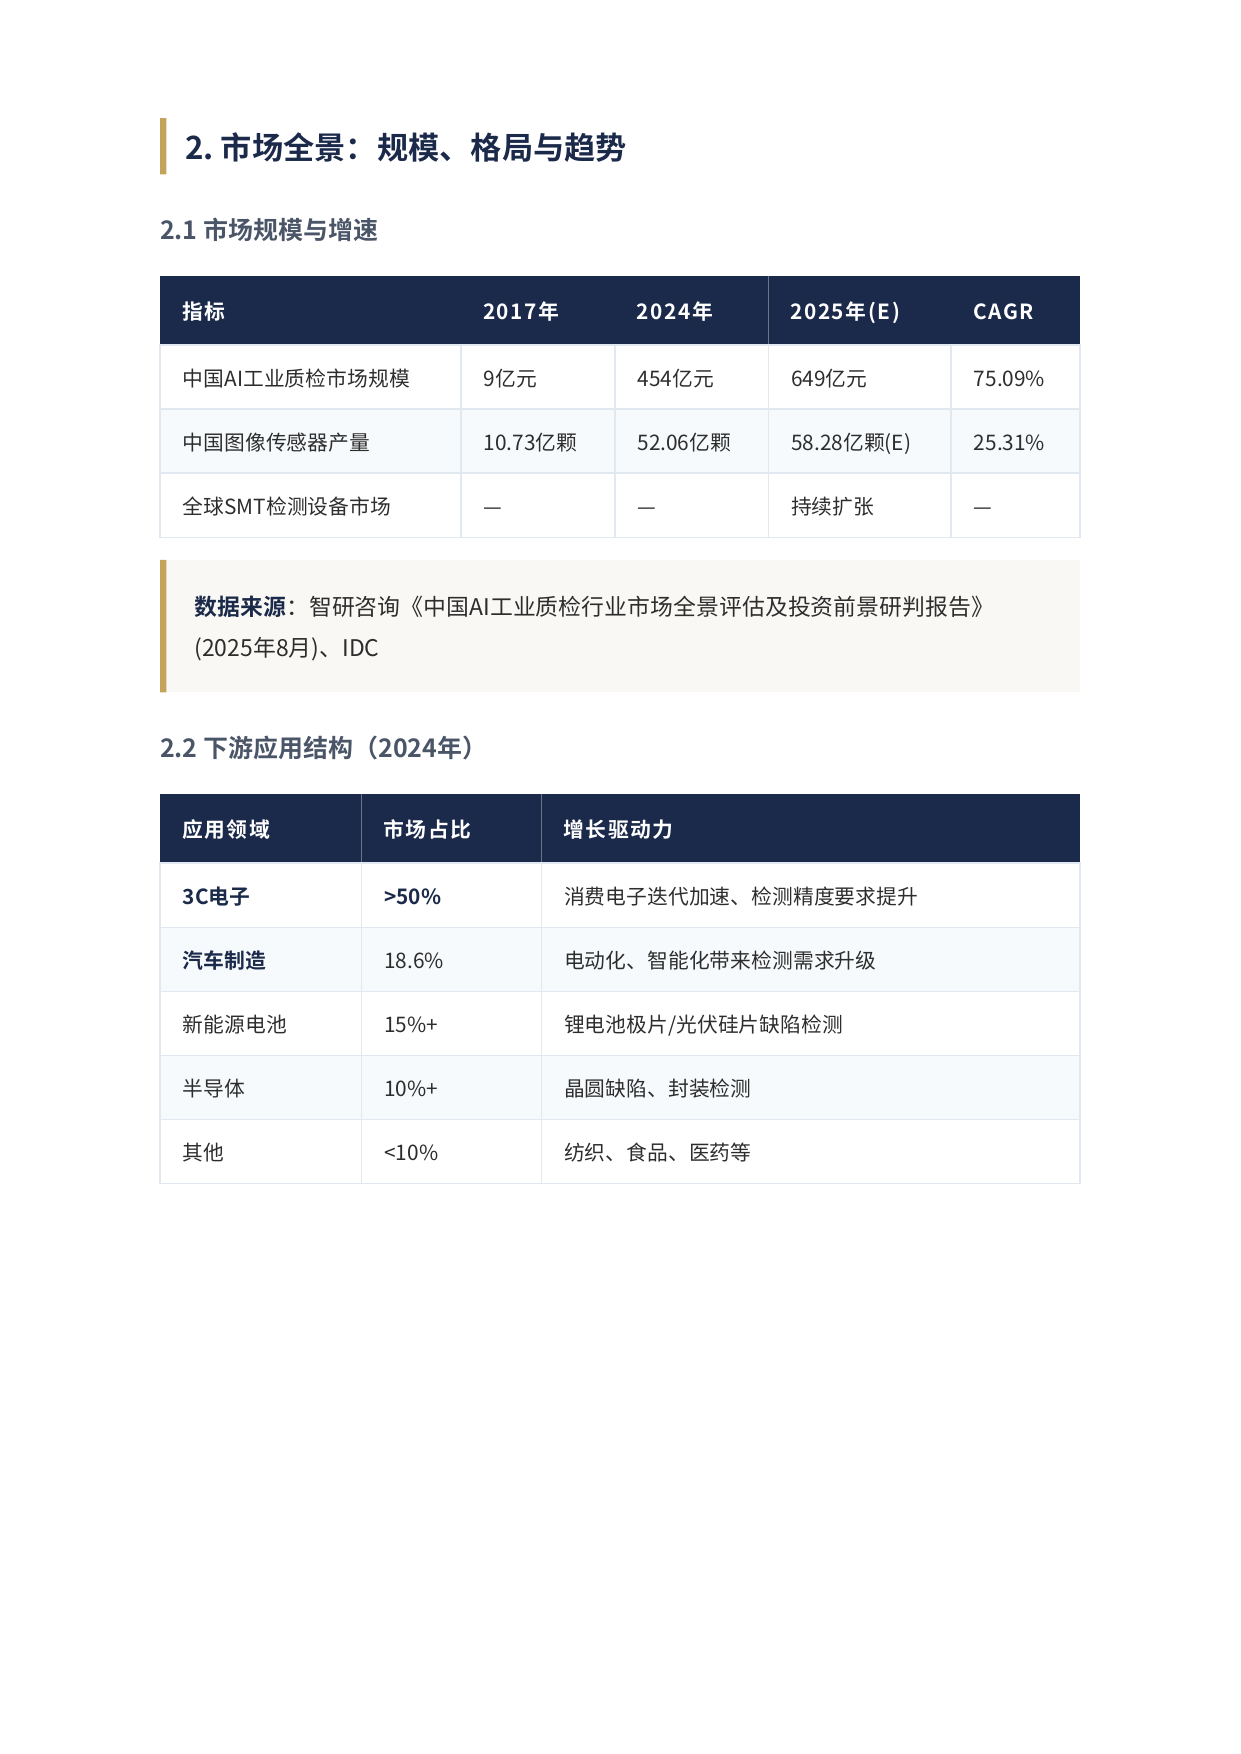 2. 市场全景：规模、格局与趋势
2.1 市场规模与增速
指标 2017年 2024年 2025年(E) CAGR
中国AI工业质检市场规模 9亿元 454亿元 649亿元 75.09%
中国图像传感器产量 10.73亿颗 52.06亿颗 58.28亿颗(E) 25.31%
全球SMT检测设备市场 — — 持续扩张 —
数据来源：智研咨询《中国AI工业质检行业市场全景评估及投资前景研判报告》
(2025年8月)、IDC
2.2 下游应用结构（2024年）
应用领域 市场占比 增长驱动力
3C电子 >50% 消费电子迭代加速、检测精度要求提升
汽车制造 18.6% 电动化、智能化带来检测需求升级
新能源电池 15%+ 锂电池极片/光伏硅片缺陷检测
半导体 10%+ 晶圆缺陷、封装检测
其他 <10% 纺织、食品、医药等